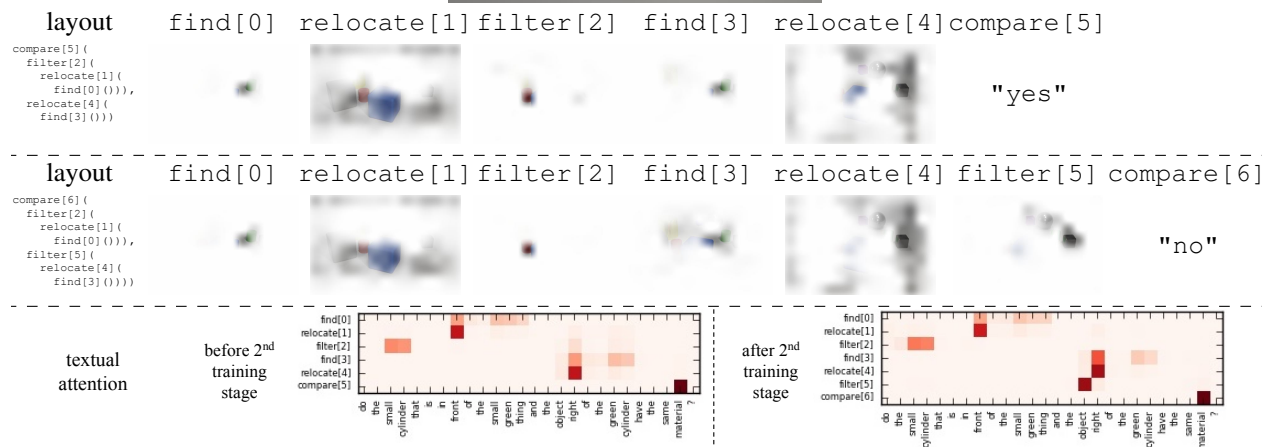 layout find[0] relocate[1] filter[2] find[3] relocate[4] compare[5]
compare[5](
filter[2](
relocate[1](
find[0]())),
relocate[4](
find[3]()))
"yes"
layout find[0] relocate[1] filter[2] find[3] relocate[4] filter[5] compare[6]
compare[6](
filter[2](
relocate[1](
find[0]())),
filter[5](
relocate[4](
find[3]())))
"no"
textual
attention
before 2nd
training
stage
find[0]
relocate[1]
filter[2]
find[3]
relocate[4]
compare[5]
do the small cylinder that is in front of the small green thing and the object right of the green cylinder have the same material ?
after 2nd
training
stage
find[0]
relocate[1]
filter[2]
find[3]
relocate[4]
filter[5]
compare[6]
do the small cylinder that is in front of the small green thing and the object right of the green cylinder have the same material ?